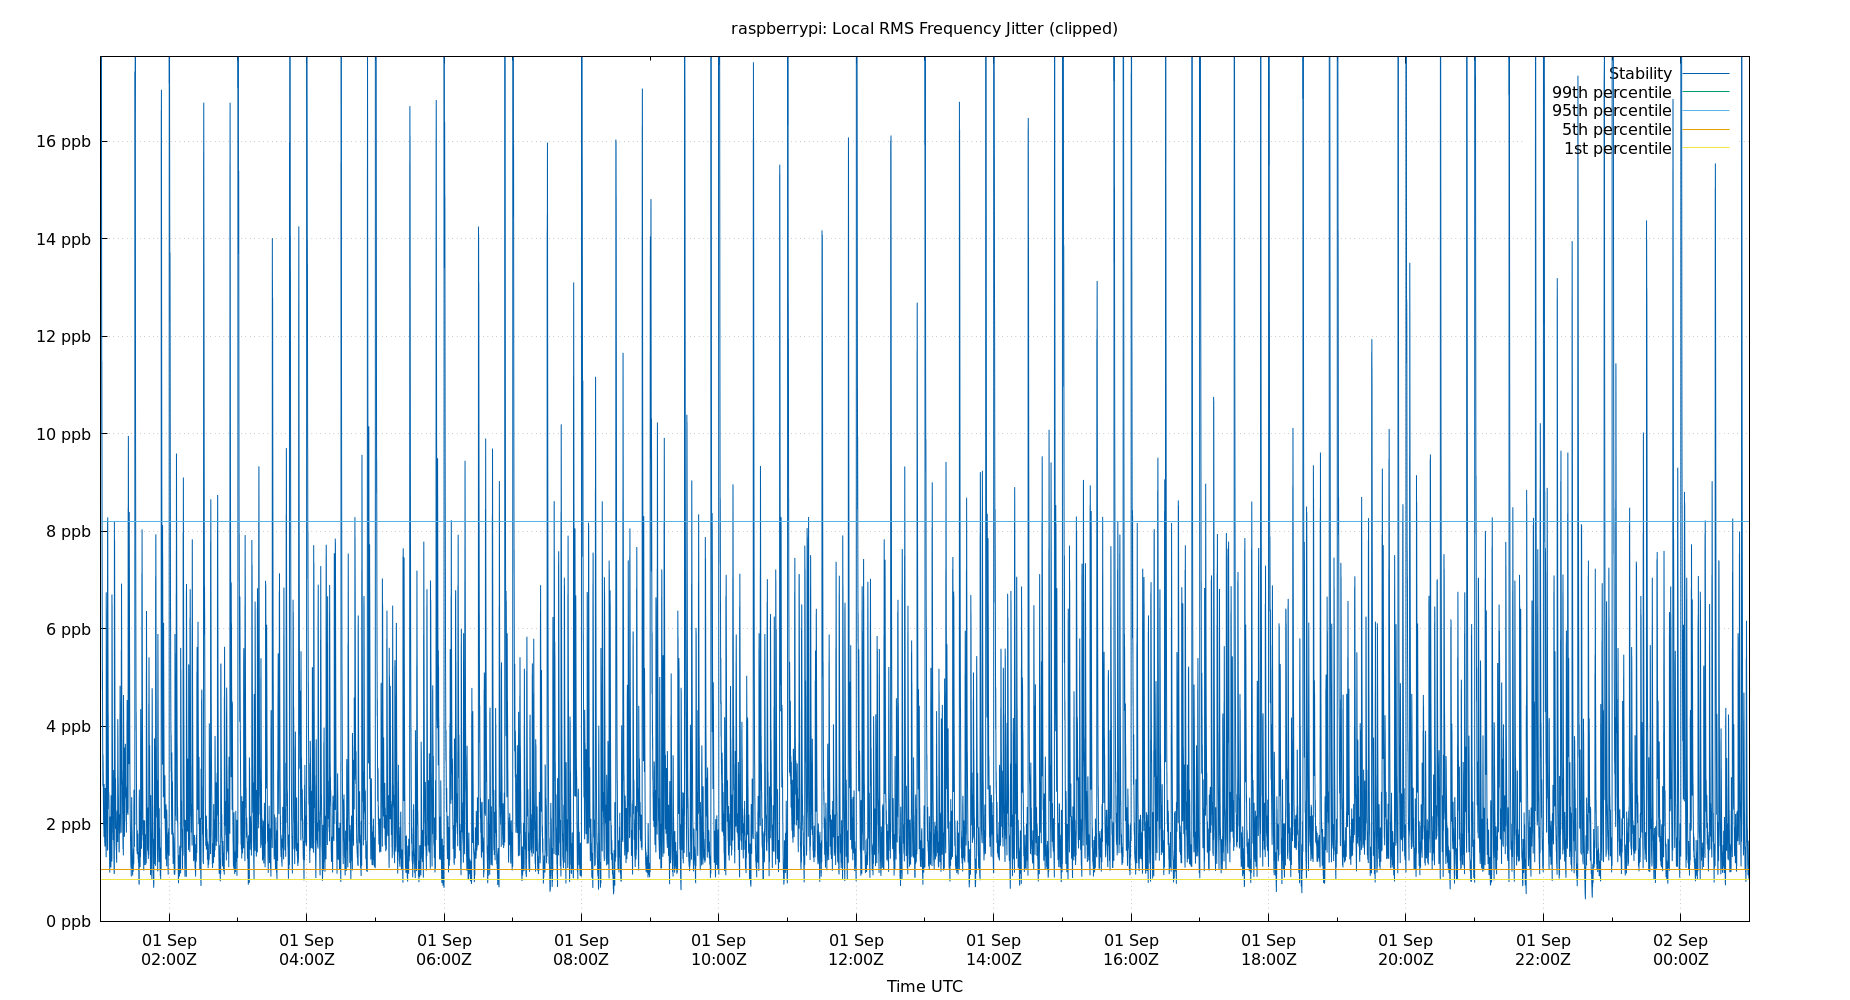 raspberrypi: Local RMS Frequency Jitter (clipped)
Stability
99th percentile
95th percentile
5th percentile
1st percentile
16 ppb
14 ppb
12 ppb
10 ppb
8 ppb
6 ppb
4 ppb
2 ppb
0 ppb
01 Sep 01 Sep 01 Sep 01 Sep 01 Sep 01 Sep 01 Sep 01 Sep 01 Sep 01 Sep 01 Sep 02 Sep
02:00Z 04:00Z 06:00Z 08:00Z 10:00Z 12:00Z 14:00Z 16:00Z 18:00Z 20:00Z 22:00Z 00:00Z
Time UTC